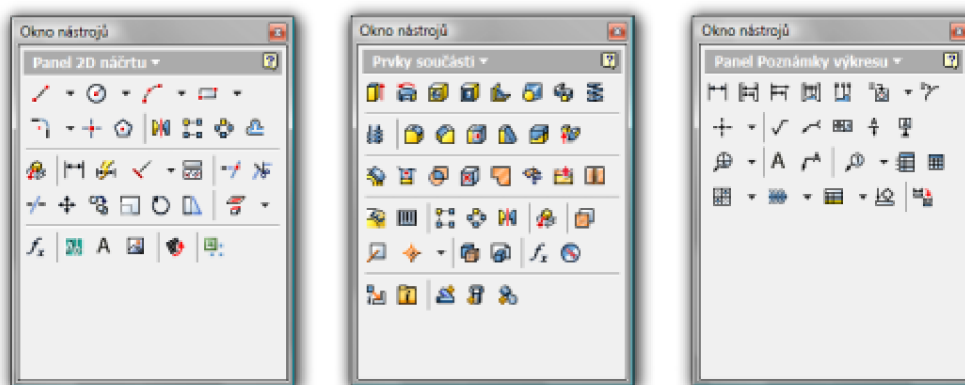 Okno nástrojů
Panel 2D náčrtu
Okno nástrojů
Prvky součásti
Okno nástrojů
Panel Poznámky výkresu